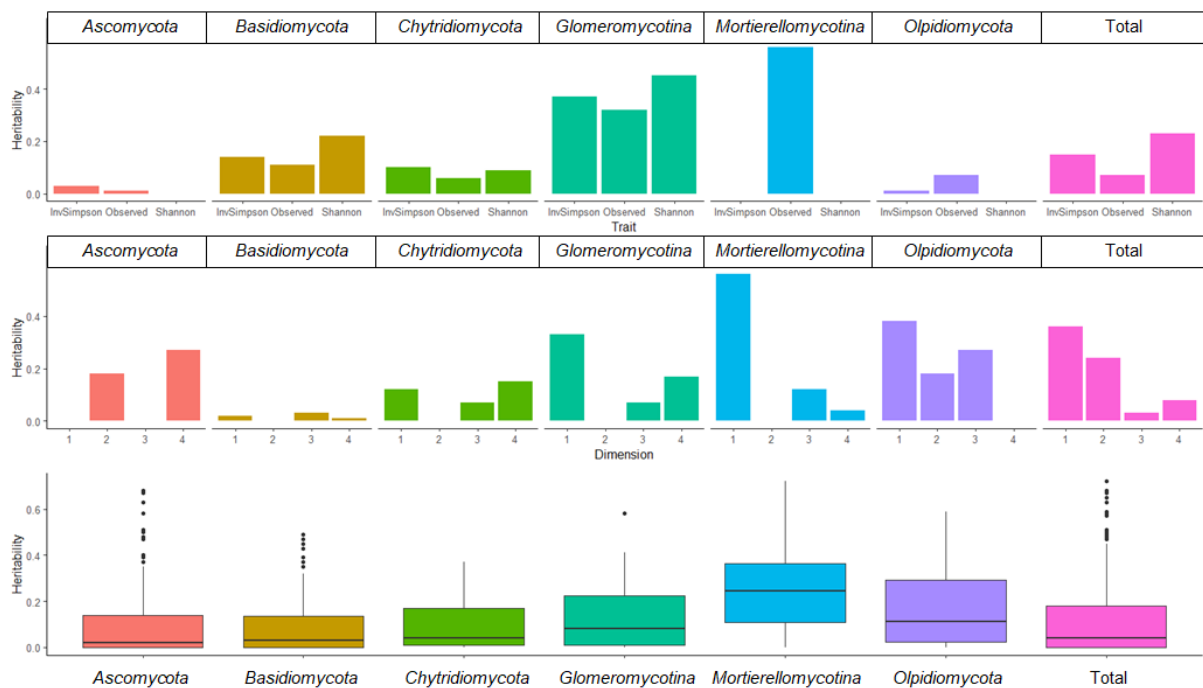 Ascomycota Basidiomycota Chytridiomycota Glomeromycotina Mortierellomycotina Olpidiomycota Total
Heritability
0.4
0.2
0.0
InvSimpson Observed Shannon InvSimpson Observed Shannon InvSimpson Observed Shannon InvSimpson Observed Shannon InvSimpson Observed Shannon InvSimpson Observed Shannon InvSimpson Observed Shannon
Trait
Ascomycota Basidiomycota Chytridiomycota Glomeromycotina Mortierellomycotina Olpidiomycota Total
Heritability
0.4
0.2
0.0
1 2 3 4 1 2 3 4 1 2 3 4 1 2 3 4 1 2 3 4 1 2 3 4 1 2 3 4
Dimension
Heritability
0.6
0.4
0.2
0.0
Ascomycota Basidiomycota Chytridiomycota Glomeromycotina Mortierellomycotina Olpidiomycota Total